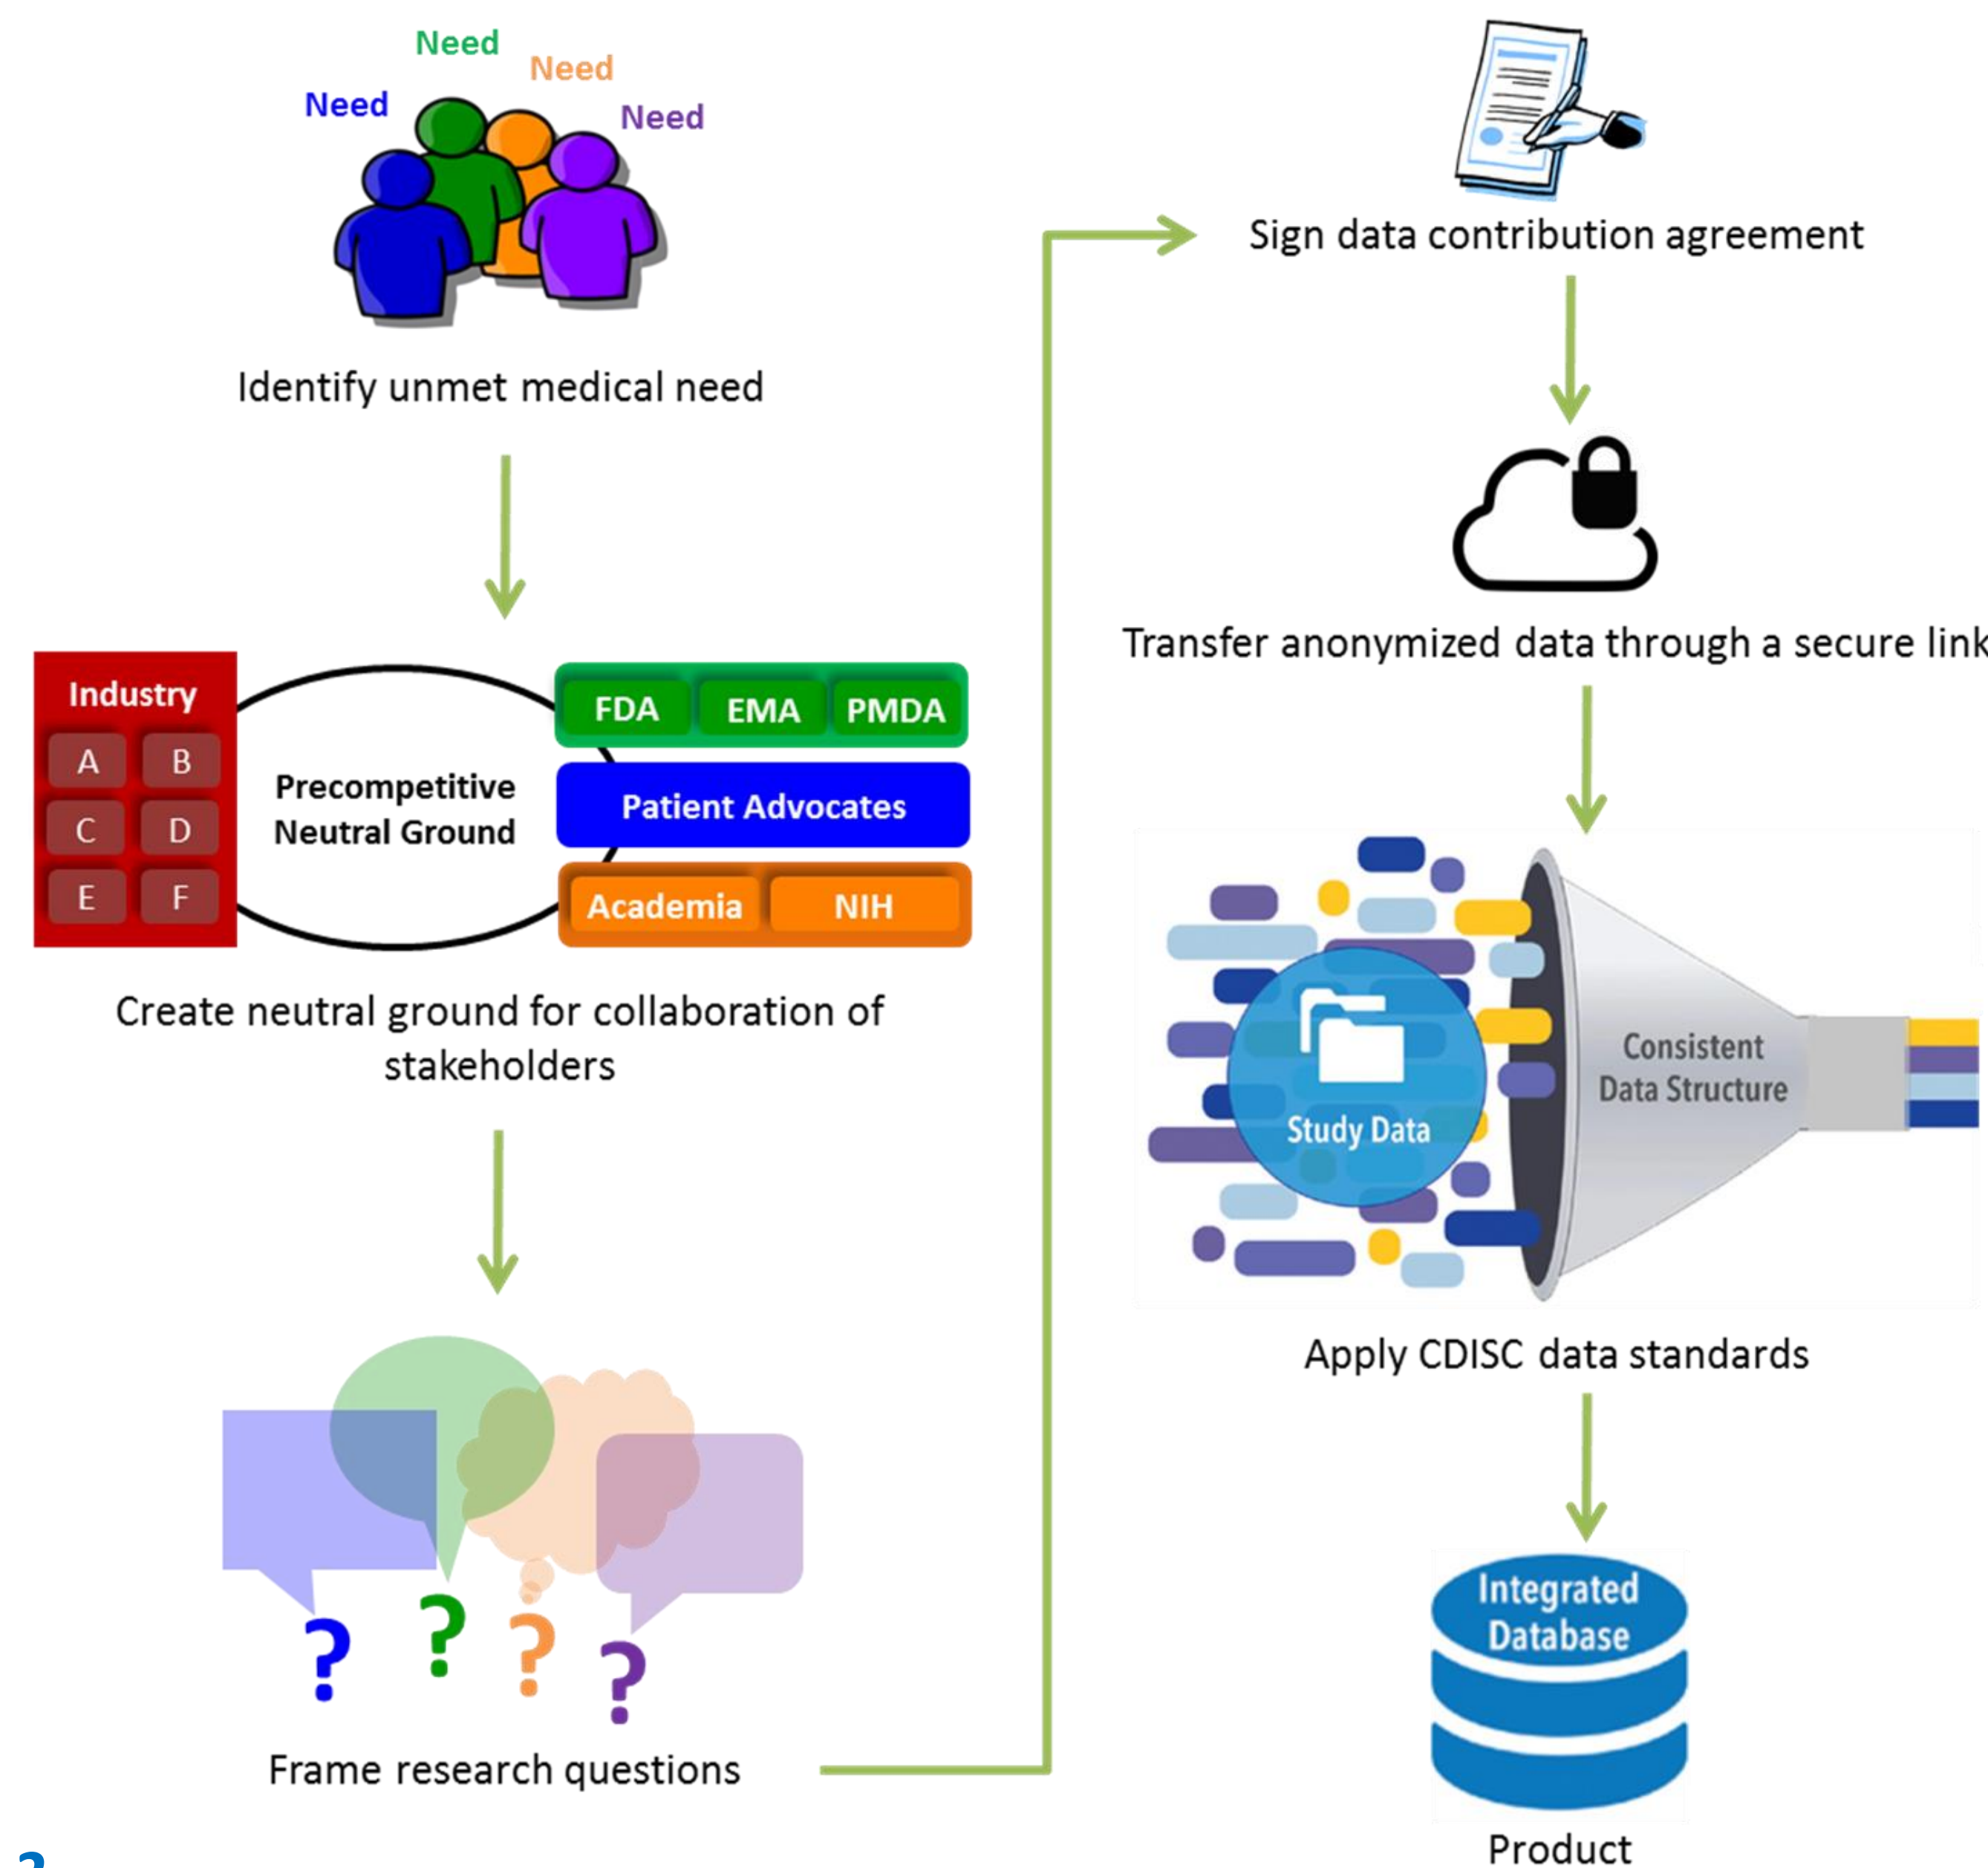 Need
Need
Need
Need
Identify unmet medical need
Industry
A B
C D
E F
Precompetitive
Neutral Ground
FDA EMA PMDA
Patient Advocates
Academia NIH
Create neutral ground for collaboration of
stakeholders
? ? ? ?
Frame research questions
Sign data contribution agreement
Transfer anonymized data through a secure link
Study Data
Consistent
Data Structure
Apply CDISC data standards
Integrated
Database
Product